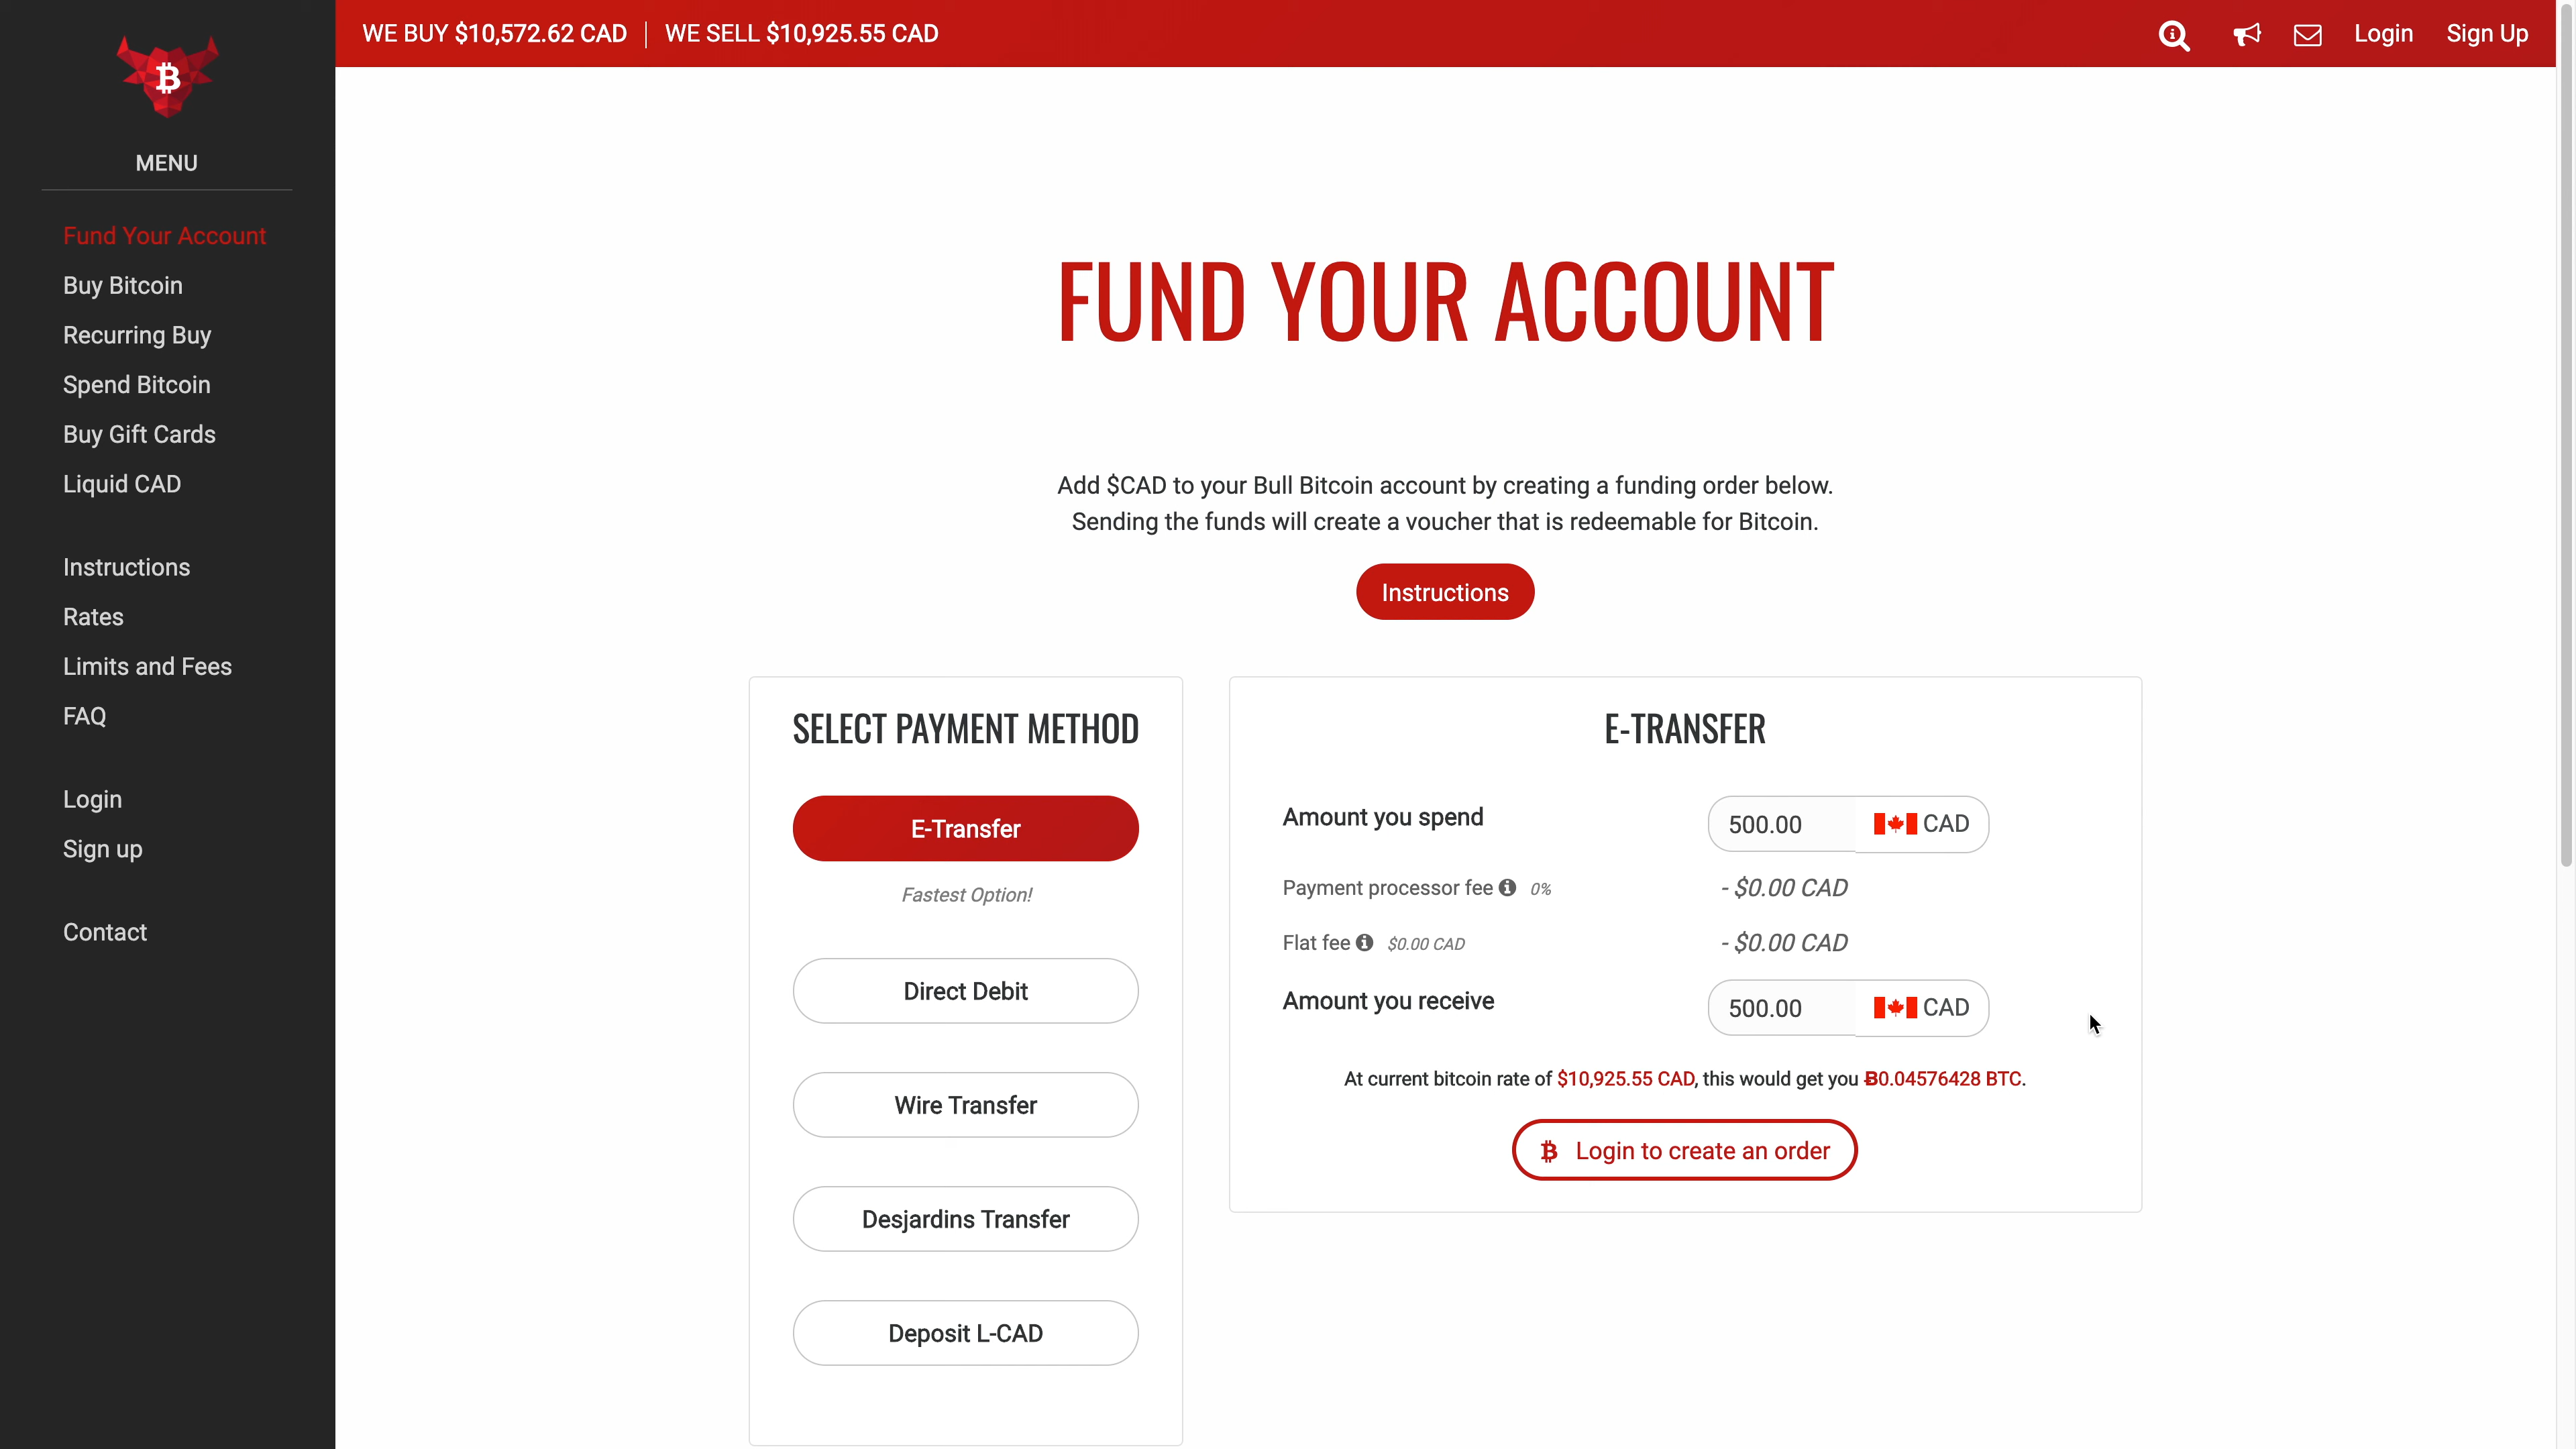 WE BUY $10,572.62 CAD
WE SELL $10,925.55 CAD
Login
Sign Up
B
MENU
Fund Your Account
Buy Bitcoin
Recurring Buy
Spend Bitcoin
Buy Gift Cards
Liquid CAD
Instructions
Rates
Limits and Fees
FAQ
Login
Sign up
Contact
FUND YOUR ACCOUNT
Add $CAD to your Bull Bitcoin account by creating a funding order below.
Sending the funds will create a voucher that is redeemable for Bitcoin.
Instructions
SELECT PAYMENT METHOD
E-Transfer
Fastest Option!
Direct Debit
Wire Transfer
Desjardins Transfer
Deposit L-CAD
E-TRANSFER
Amount you spend 500.00 CAD
Payment processor fee 0% - $0.00 CAD
Flat fee $0.00 CAD - $0.00 CAD
Amount you receive 500.00 CAD
At current bitcoin rate of $10,925.55 CAD, this would get you Ƀ0.04576428 BTC.
Login to create an order